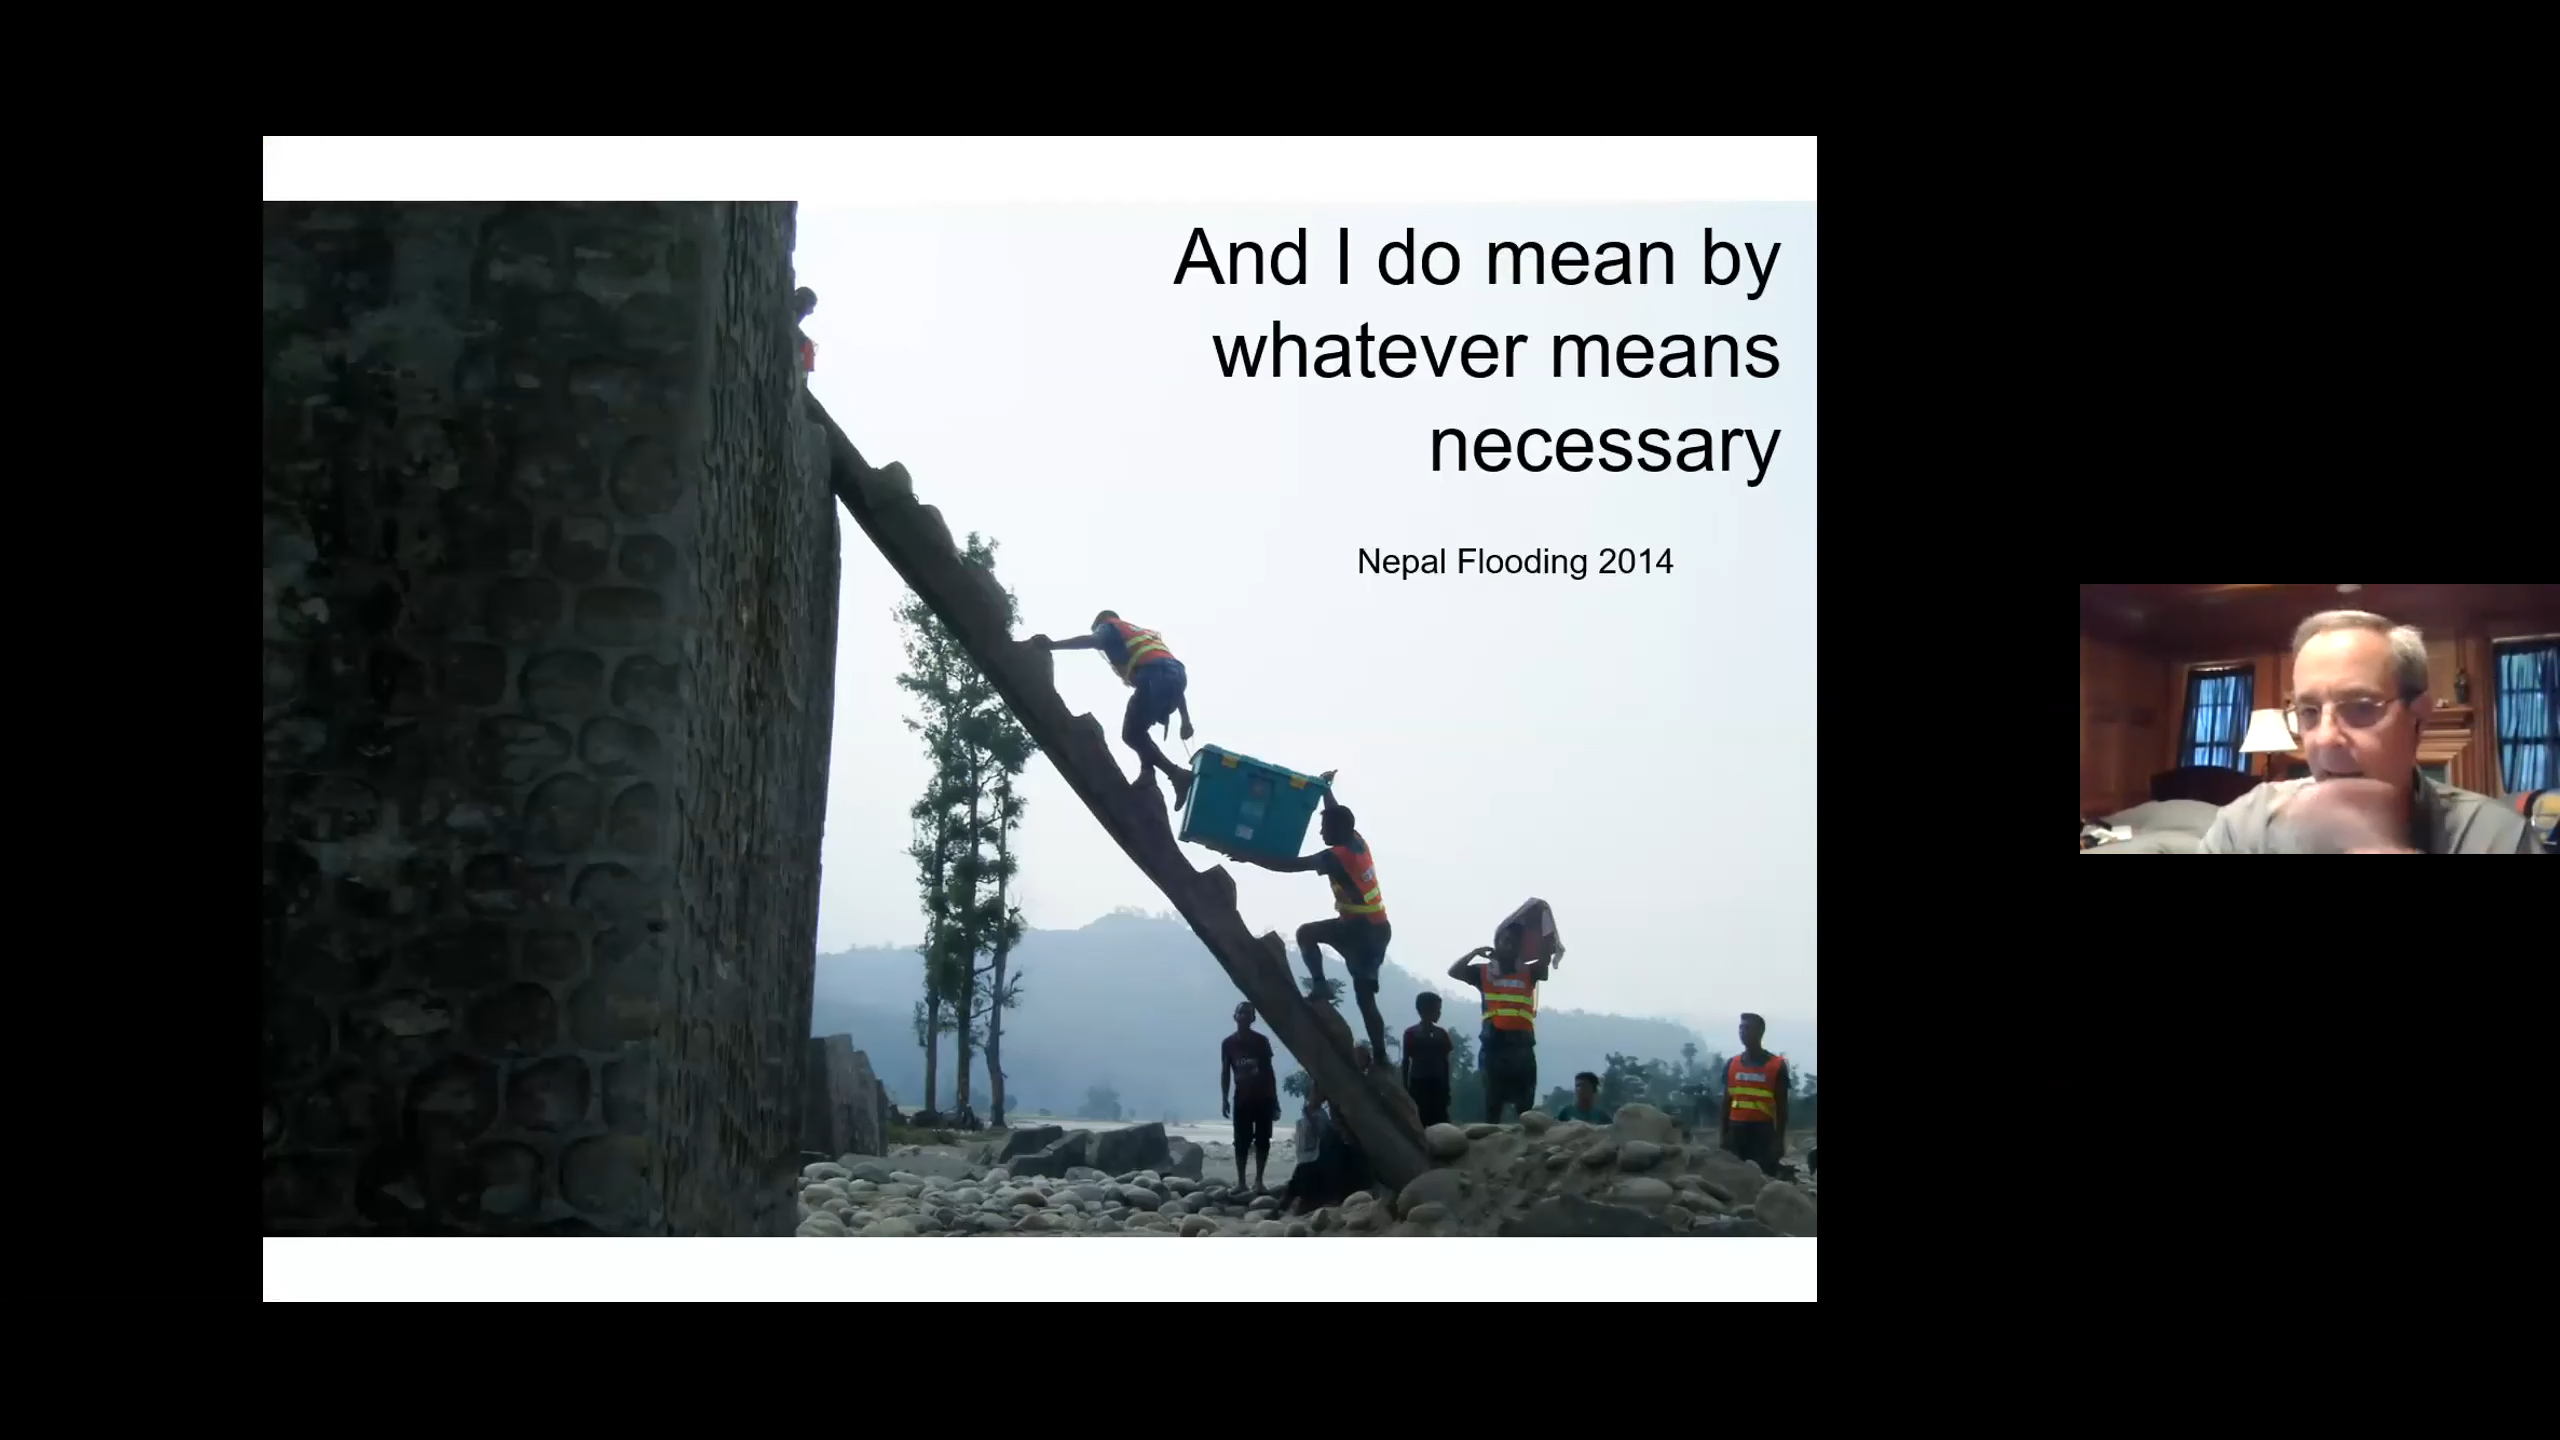 And I do mean by
whatever means
necessary
Nepal Flooding 2014